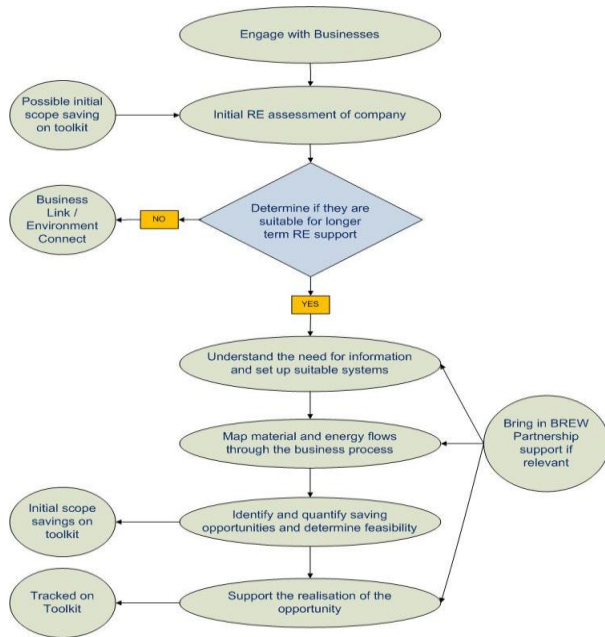 Engage with Businesses
Possible initial
scope saving
on toolkit
Initial RE assessment of company
Business
Link /
Environment
Connect
NO
Determine if they are
suitable for longer
term RE support
YES
Understand the need for information
and set up suitable systems
Map material and energy flows
through the business process
Bring in BREW
Partnership
support if
relevant
Initial scope
savings on
toolkit
Identify and quantify saving
opportunities and determine feasibility
Tracked on
Toolkit
Support the realisation of the
opportunity